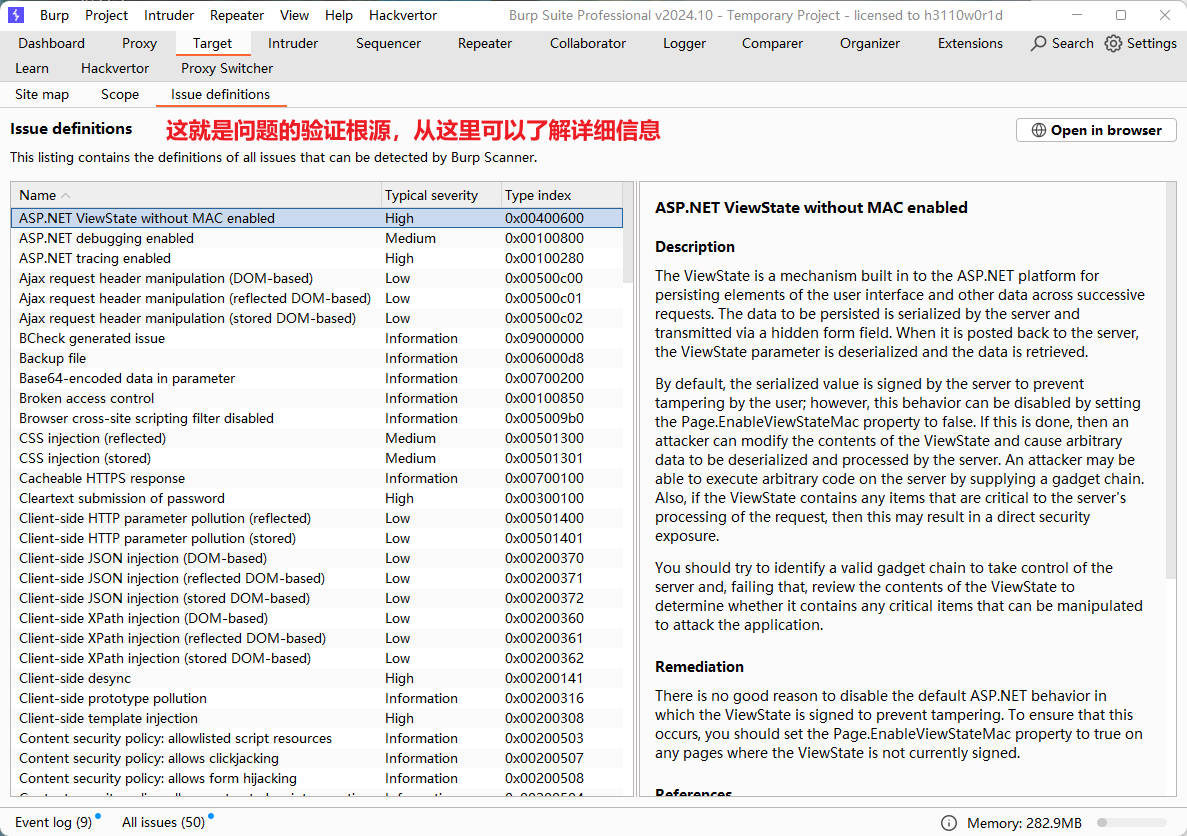 Burp Project Intruder Repeater View Help Hackvertor Burp Suite Professional v2024.10 - Temporary Project - licensed to h3110w0r1d
Dashboard Proxy Target Intruder Sequencer Repeater Collaborator Logger Comparer Organizer Extensions Search Settings
Learn Hackvertor Proxy Switcher
Site map Scope Issue definitions
Issue definitions 这就是问题的验证根源，从这里可以了解详细信息 Open in browser
This listing contains the definitions of all issues that can be detected by Burp Scanner.
Name Typical severity Type index
ASP.NET ViewState without MAC enabled High 0x00400600
ASP.NET debugging enabled Medium 0x00100800
ASP.NET tracing enabled High 0x00100280
Ajax request header manipulation (DOM-based) Low 0x00500c00
Ajax request header manipulation (reflected DOM-based) Low 0x00500c01
Ajax request header manipulation (stored DOM-based) Low 0x00500c02
BCheck generated issue Information 0x09000000
Backup file Information 0x006000d8
Base64-encoded data in parameter Information 0x00700200
Broken access control Information 0x00100850
Browser cross-site scripting filter disabled Information 0x005009b0
CSS injection (reflected) Medium 0x00501300
CSS injection (stored) Medium 0x00501301
Cacheable HTTPS response Information 0x00700100
Cleartext submission of password High 0x00300100
Client-side HTTP parameter pollution (reflected) Low 0x00501400
Client-side HTTP parameter pollution (stored) Low 0x00501401
Client-side JSON injection (DOM-based) Low 0x00200370
Client-side JSON injection (reflected DOM-based) Low 0x00200371
Client-side JSON injection (stored DOM-based) Low 0x00200372
Client-side XPath injection (DOM-based) Low 0x00200360
Client-side XPath injection (reflected DOM-based) Low 0x00200361
Client-side XPath injection (stored DOM-based) Low 0x00200362
Client-side desync High 0x00200141
Client-side prototype pollution Information 0x00200316
Client-side template injection High 0x00200308
Content security policy: allowlisted script resources Information 0x00200503
Content security policy: allows clickjacking Information 0x00200507
Content security policy: allows form hijacking Information 0x00200508
ASP.NET ViewState without MAC enabled
Description
The ViewState is a mechanism built in to the ASP.NET platform for
persisting elements of the user interface and other data across successive
requests. The data to be persisted is serialized by the server and
transmitted via a hidden form field. When it is posted back to the server,
the ViewState parameter is deserialized and the data is retrieved.
By default, the serialized value is signed by the server to prevent
tampering by the user; however, this behavior can be disabled by setting
the Page.EnableViewStateMac property to false. If this is done, then an
attacker can modify the contents of the ViewState and cause arbitrary
data to be deserialized and processed by the server. An attacker may be
able to execute arbitrary code on the server by supplying a gadget chain.
Also, if the ViewState contains any items that are critical to the server's
processing of the request, then this may result in a direct security
exposure.
You should try to identify a valid gadget chain to take control of the
server and, failing that, review the contents of the ViewState to
determine whether it contains any critical items that can be manipulated
to attack the application.
Remediation
There is no good reason to disable the default ASP.NET behavior in
which the ViewState is signed to prevent tampering. To ensure that this
occurs, you should set the Page.EnableViewStateMac property to true on
any pages where the ViewState is not currently signed.
References
Event log (9) All issues (50) Memory: 282.9MB